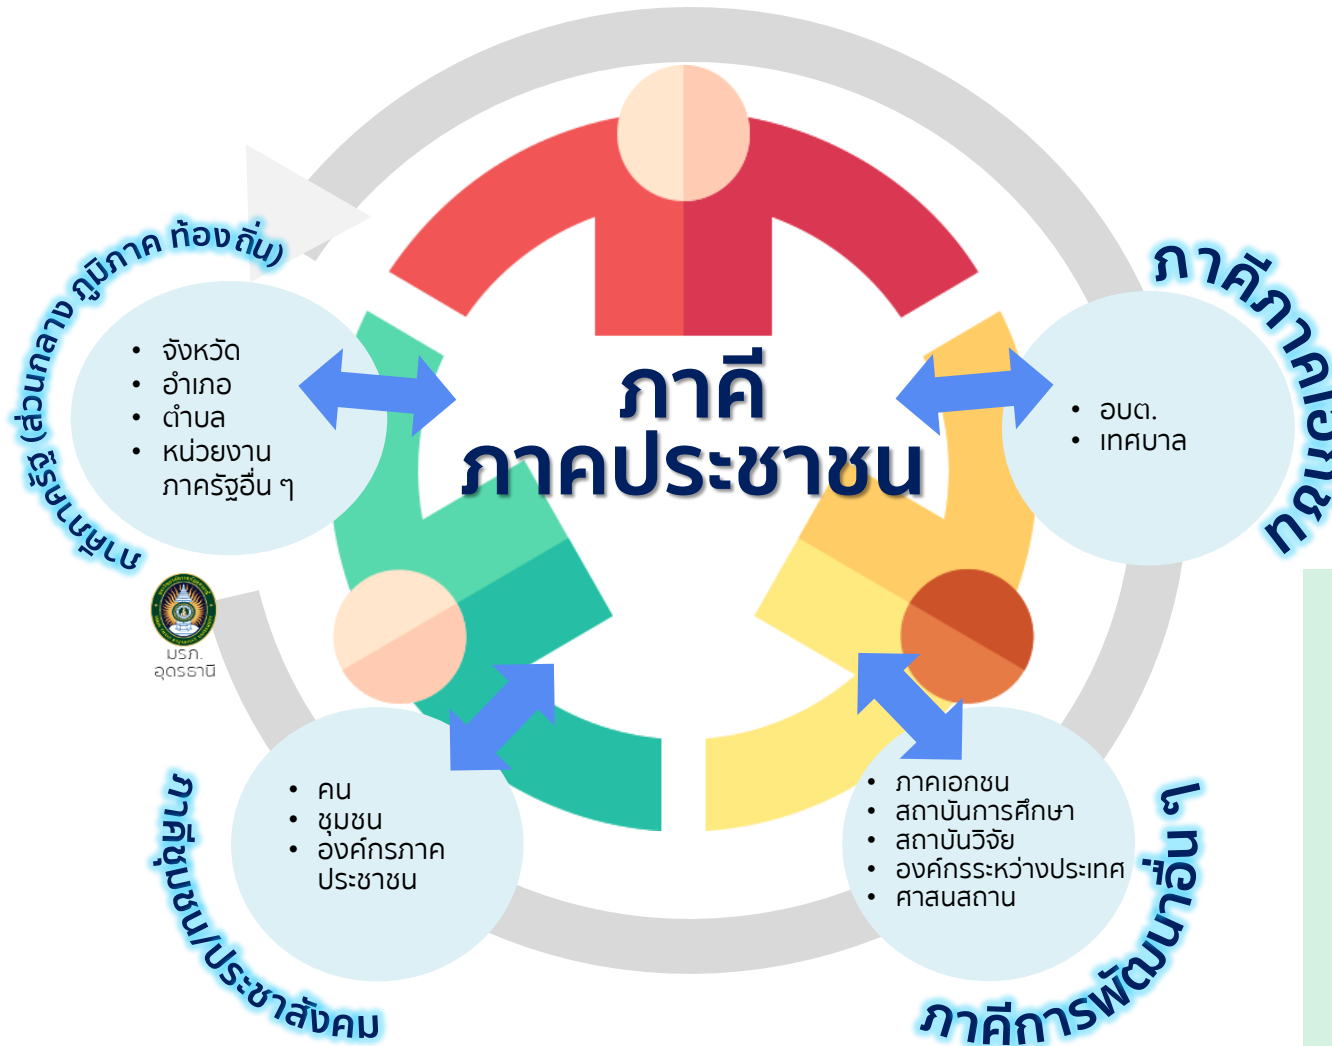 ภาคี
ภาคประชาชน
ภาคีภาครัฐ (ส่วนกลาง ภูมิภาค ท้องถิ่น)
• จังหวัด
• อำเภอ
• ตำบล
• หน่วยงาน
ภาครัฐอื่น ๆ
ภาคีภาคเอกชน
• อบต.
• เทศบาล
มรภ.
อุดรธานี
ภาคีชุมชน/ประชาสังคม
• คน
• ชุมชน
• องค์กรภาค
ประชาชน
ภาคีการพัฒนาอื่น ๆ
• ภาคเอกชน
• สถาบันการศึกษา
• สถาบันวิจัย
• องค์กรระหว่างประเทศ
• ศาสนสถาน